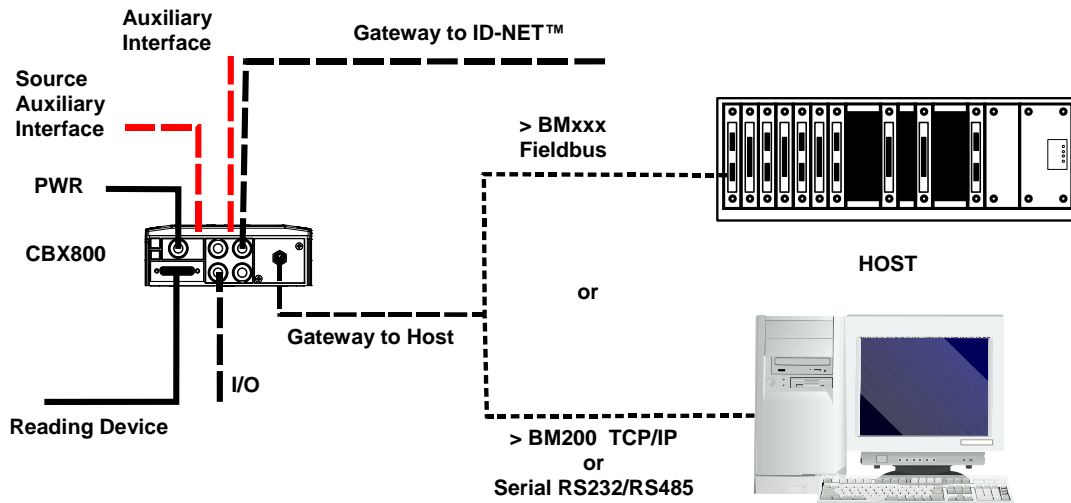 Auxiliary
Interface
Gateway to ID-NET™
Source
Auxiliary
Interface
> BMxxx
Fieldbus
PWR
CBX800
HOST
or
Gateway to Host
I/O
Reading Device
> BM200 TCP/IP
or
Serial RS232/RS485